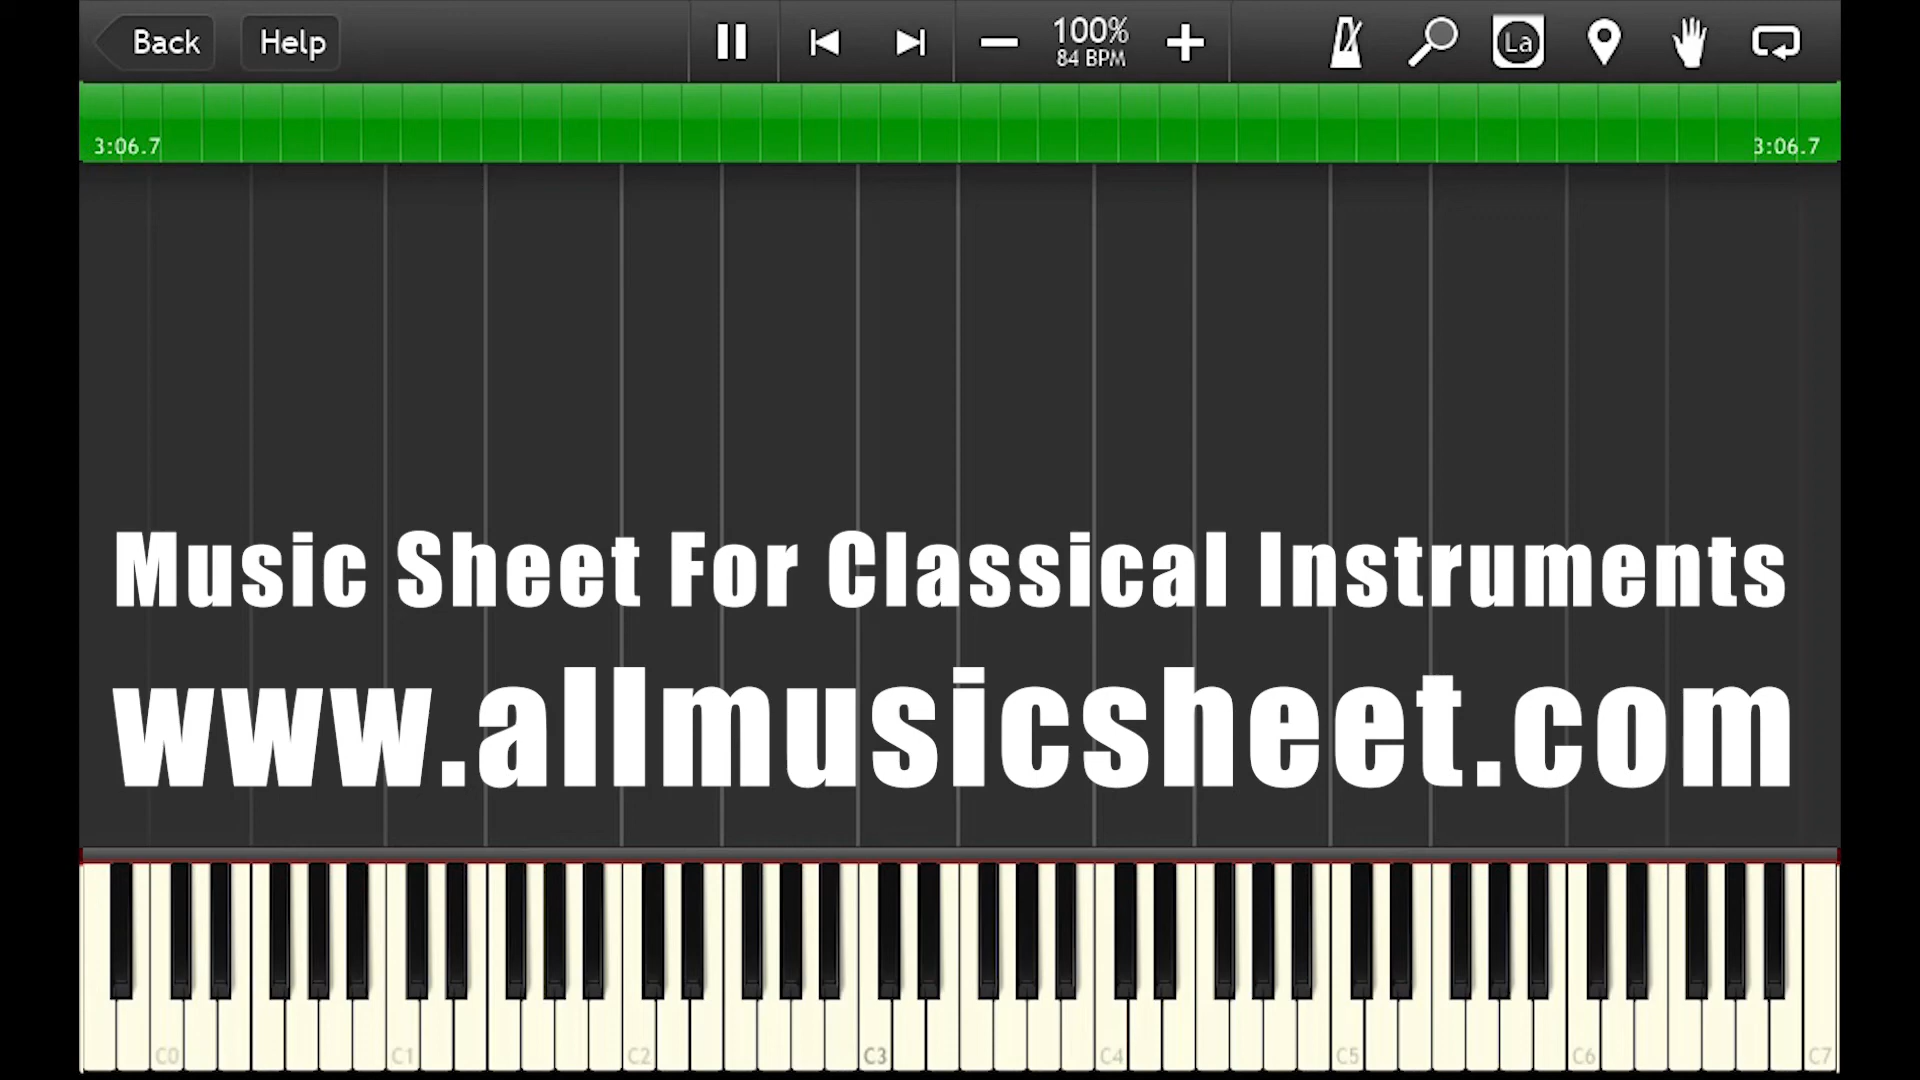 Back Help 100% La
84 BPM
3:06.7 3:06.7
Music Sheet For Classical Instruments
www.allmusicsheet.com
C0 C1 C2 C3 C4 C5 C6 C7